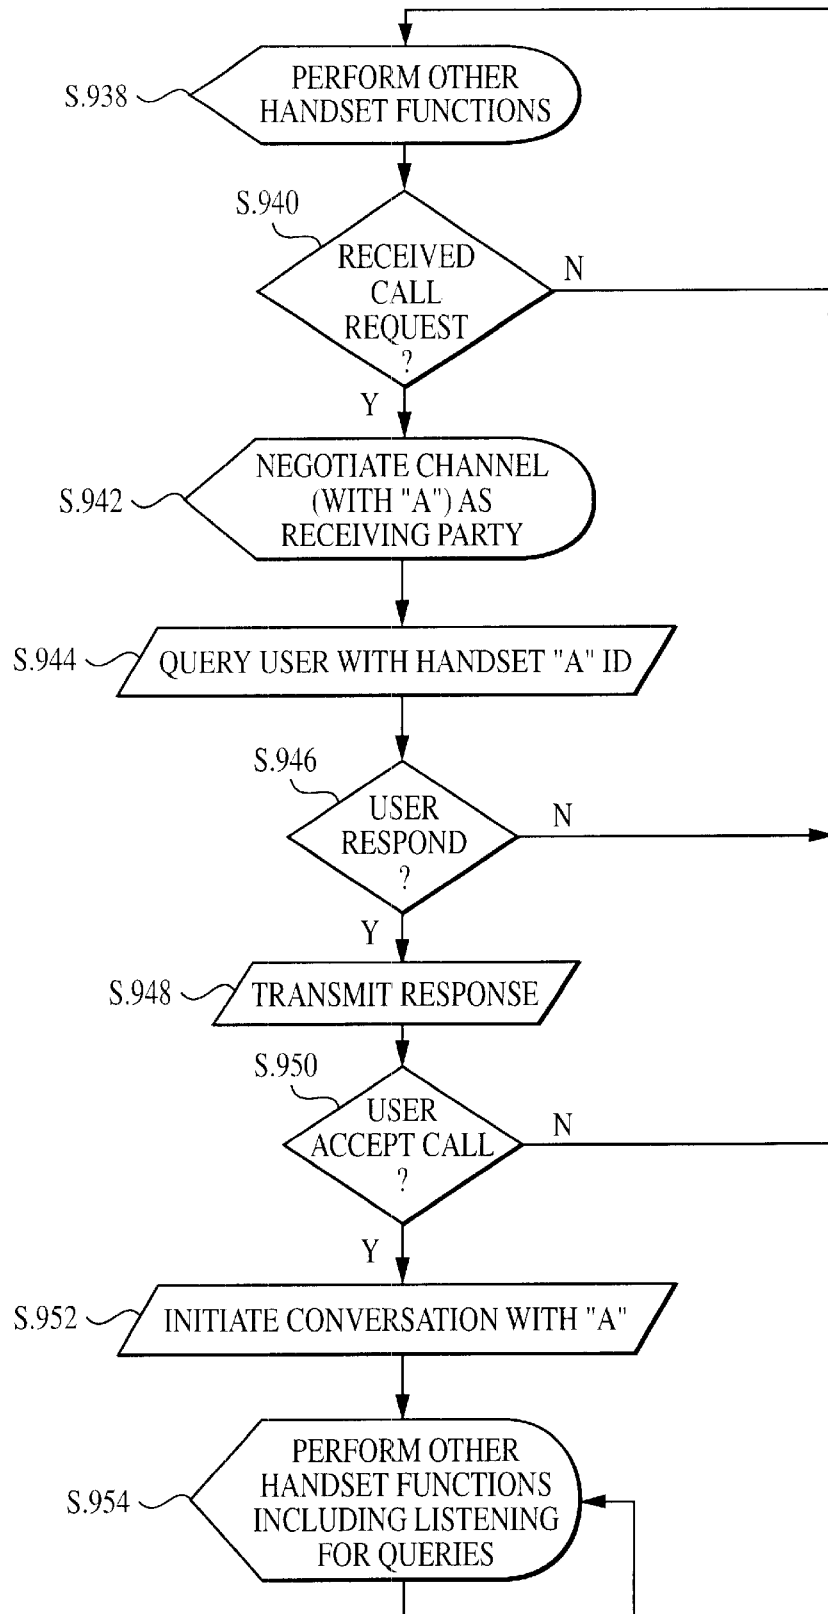 S.938
PERFORM OTHER
HANDSET FUNCTIONS
S.940
RECEIVED
CALL
REQUEST
?
N
Y
S.942
NEGOTIATE CHANNEL
(WITH "A") AS
RECEIVING PARTY
S.944
QUERY USER WITH HANDSET "A" ID
S.946
USER
RESPOND
?
N
Y
S.948
TRANSMIT RESPONSE
S.950
USER
ACCEPT CALL
?
N
Y
S.952
INITIATE CONVERSATION WITH "A"
S.954
PERFORM OTHER
HANDSET FUNCTIONS
INCLUDING LISTENING
FOR QUERIES